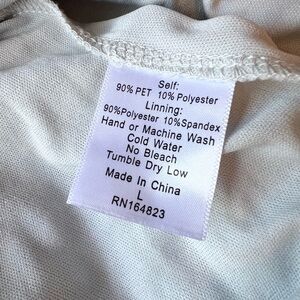 Self:
90% PET 10% Polyester
Linning:
90%Polyester 10%Spandex
Hand or Machine Wash
Cold Water
No Bleach
Tumble Dry Low
Made In China
L
RN164823